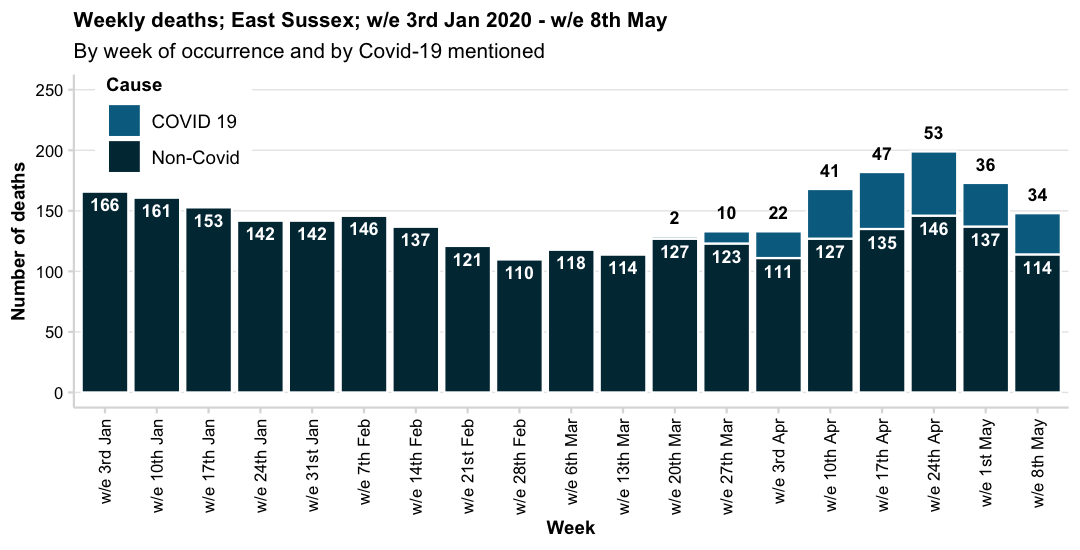 Weekly deaths; East Sussex; w/e 3rd Jan 2020 - w/e 8th May
By week of occurrence and by Covid-19 mentioned
Cause
COVID 19
Non-Covid
Number of deaths
250
200
150
100
50
0
2 10 22 41 47 53 36 34
166 161 153 142 142 146 137 121 110 118 114 127 123 111 127 135 146 137 114
w/e 3rd Jan
w/e 10th Jan
w/e 17th Jan
w/e 24th Jan
w/e 31st Jan
w/e 7th Feb
w/e 14th Feb
w/e 21st Feb
w/e 28th Feb
w/e 6th Mar
w/e 13th Mar
w/e 20th Mar
w/e 27th Mar
w/e 3rd Apr
w/e 10th Apr
w/e 17th Apr
w/e 24th Apr
w/e 1st May
w/e 8th May
Week